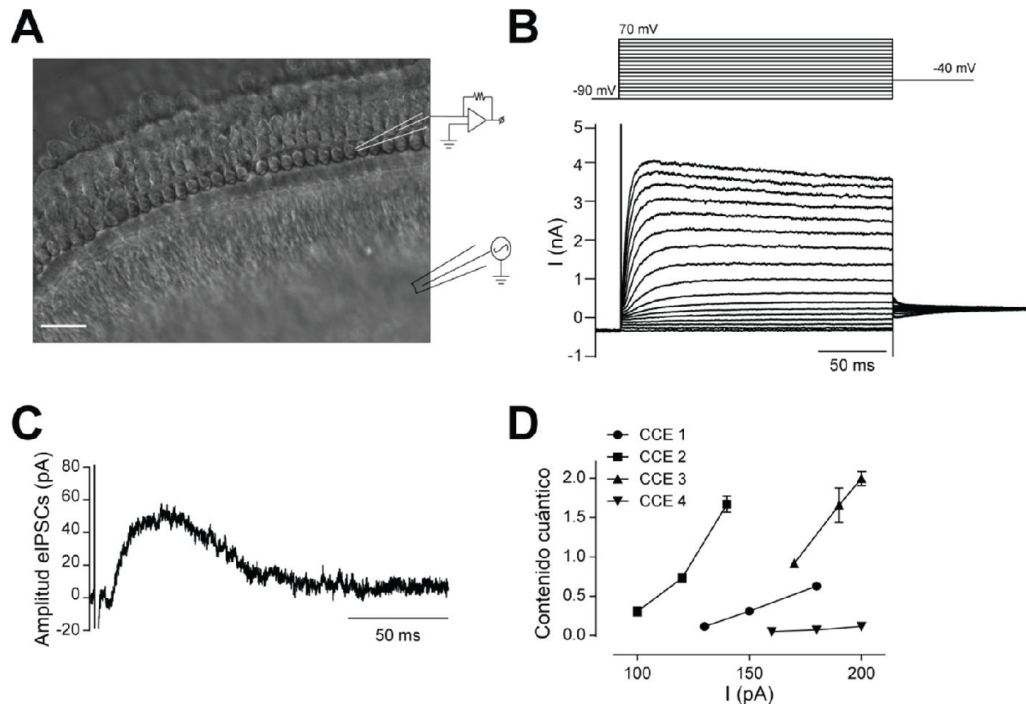 A
B
70 mV
-90 mV
-40 mV
5
4
3
2
1
0
-1
I (nA)
50 ms
C
80
60
40
20
0
-20
Amplitud eIPSCs (pA)
50 ms
D
CCE 1
CCE 2
CCE 3
CCE 4
2.0
1.5
1.0
0.5
0.0
Contenido cuántico
100 150 200
I (pA)